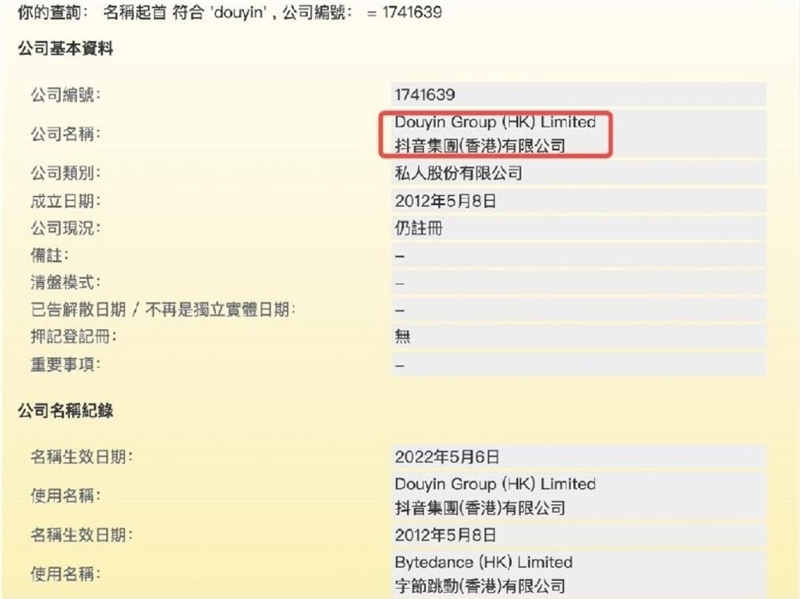 你的查詢： 名稱起首 符合 'douyin' , 公司編號： = 1741639
公司基本資料
公司編號： 1741639
公司名稱： Douyin Group (HK) Limited
抖音集團(香港)有限公司
公司類別： 私人股份有限公司
成立日期： 2012年5月8日
公司現況： 仍註冊
備註： –
清盤模式： –
已告解散日期 / 不再是獨立實體日期： –
押記登記冊： 無
重要事項： –
公司名稱紀錄
名稱生效日期： 2022年5月6日
使用名稱： Douyin Group (HK) Limited
抖音集團(香港)有限公司
名稱生效日期： 2012年5月8日
使用名稱： Bytedance (HK) Limited
字節跳動(香港)有限公司